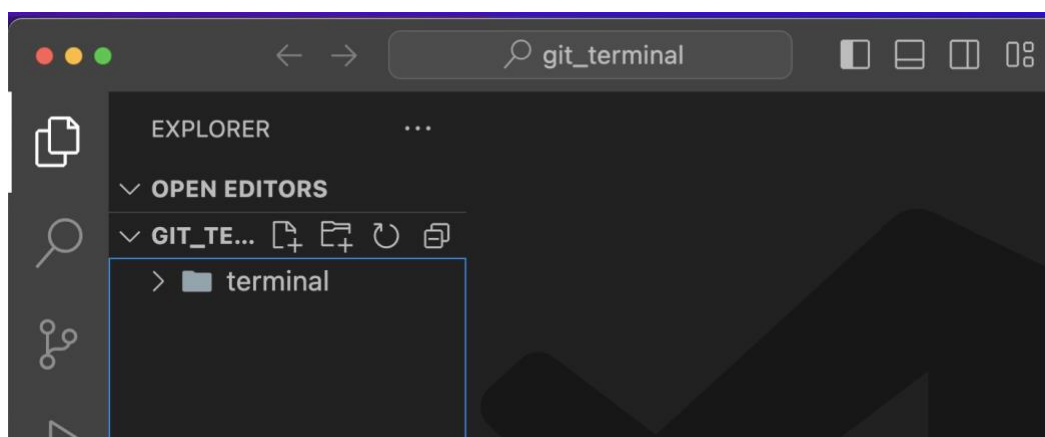 git_terminal
EXPLORER
OPEN EDITORS
GIT_TE...
terminal